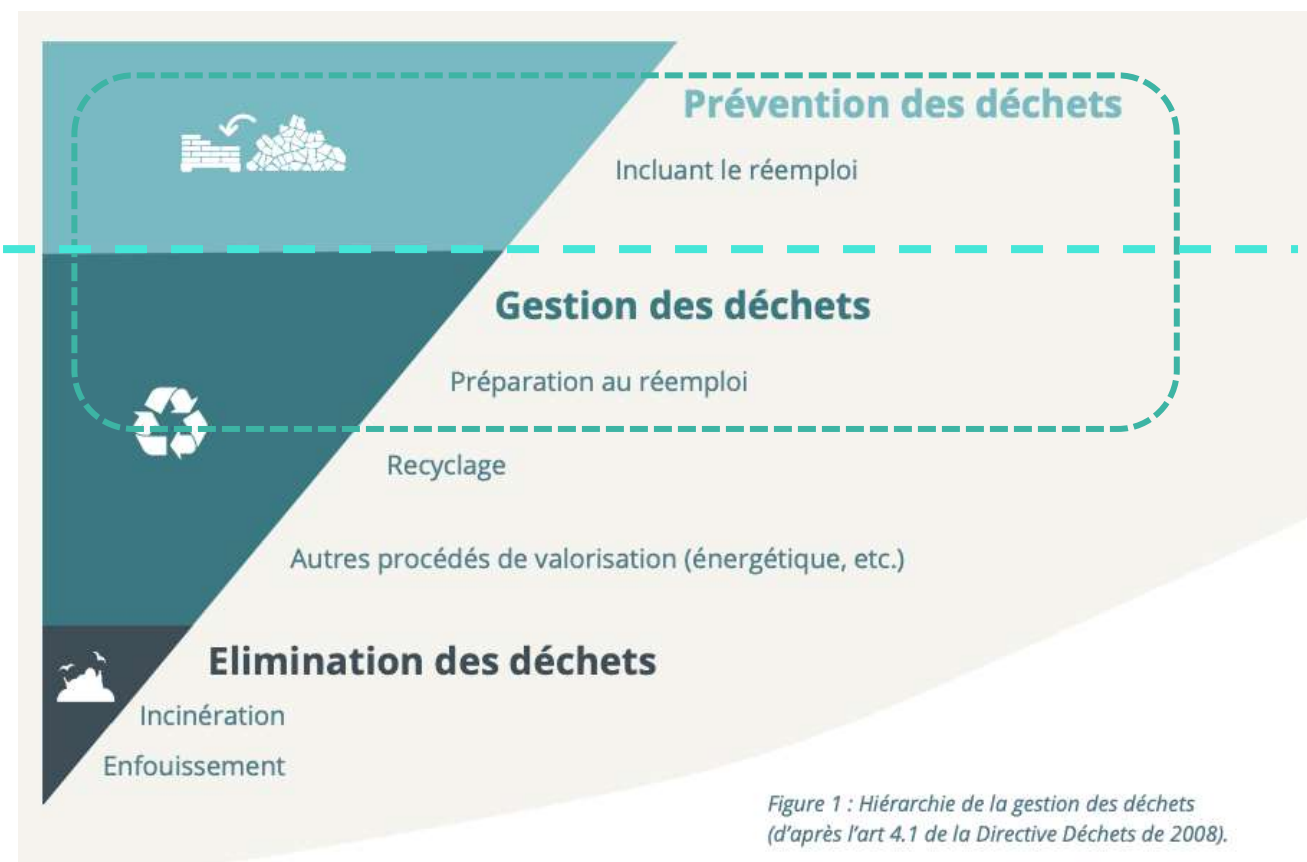 Prévention des déchets
Incluant le réemploi
Gestion des déchets
Préparation au réemploi
Recyclage
Autres procédés de valorisation (énergétique, etc.)
Elimination des déchets
Incinération
Enfouissement
Figure 1 : Hiérarchie de la gestion des déchets
(d'après l'art 4.1 de la Directive Déchets de 2008).